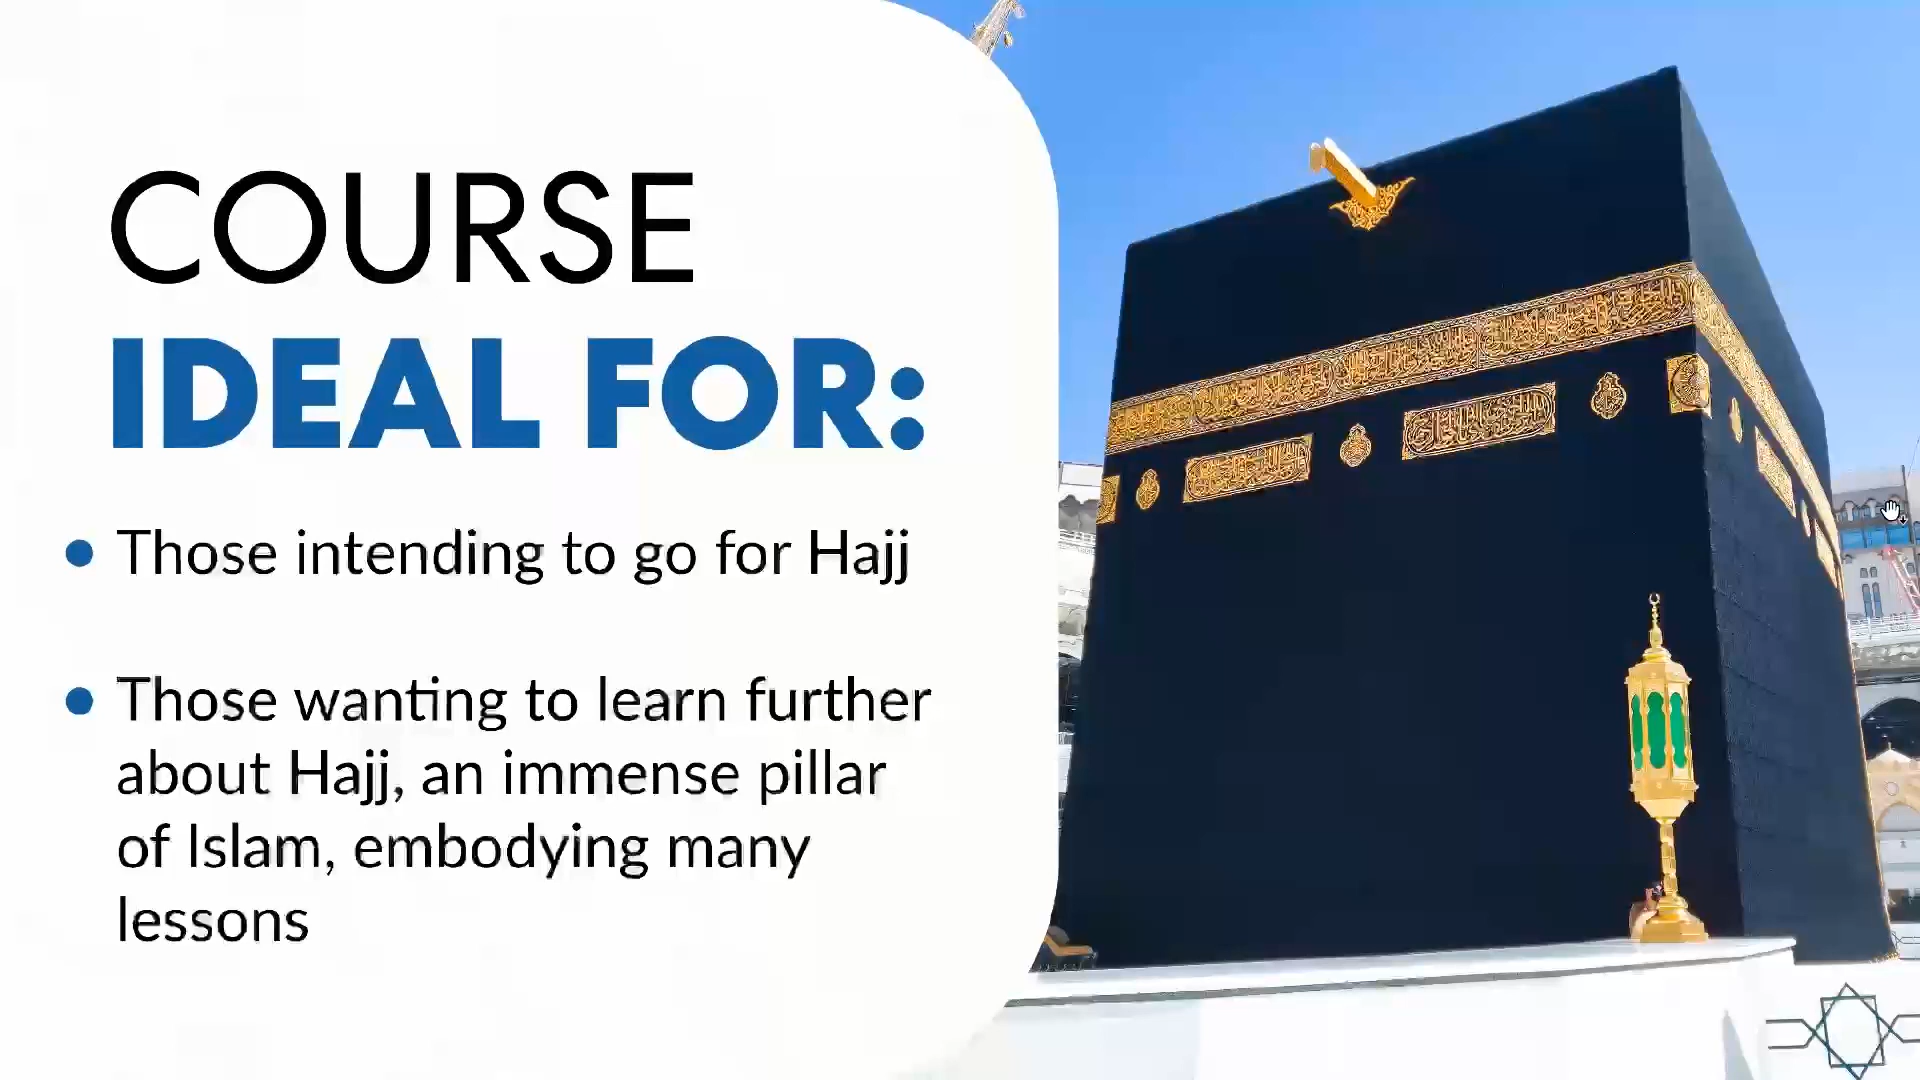 COURSE
IDEAL FOR:
• Those intending to go for Hajj
• Those wanting to learn further
about Hajj, an immense pillar
of Islam, embodying many
lessons